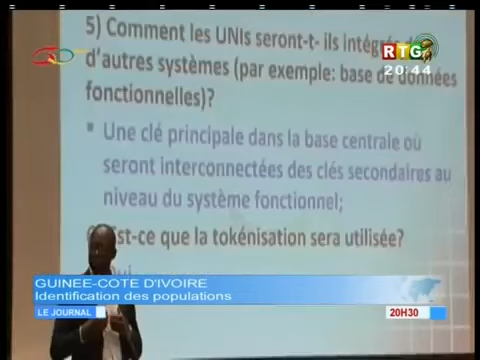 5) Comment les UNIs seront-t- ils intégrés
d'autres systèmes (par exemple: base de données
fonctionnelles)?
RTG
20:44
▪ Une clé principale dans la base centrale où
seront interconnectées des clés secondaires au
niveau du système fonctionnel;
Est-ce que la tokénisation sera utilisée?
GUINEE-COTE D'IVOIRE
Identification des populations
LE JOURNAL
20H30